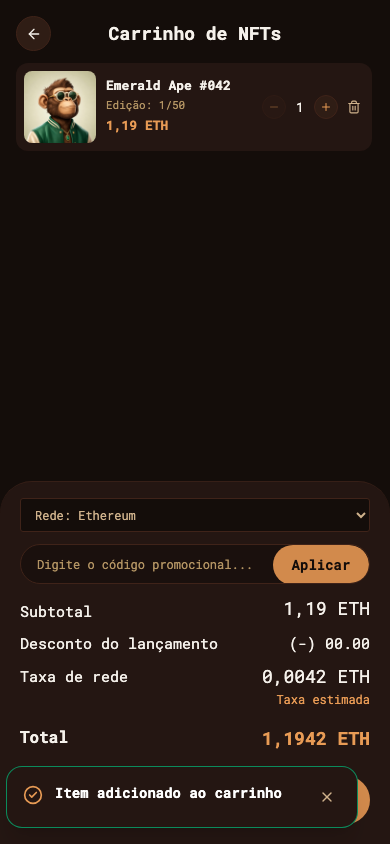 Carrinho de NFTs
Emerald Ape #042
Edição: 1/50
1,19 ETH
1
Rede: Ethereum
Digite o código promocional...
Aplicar
Subtotal
1,19 ETH
Desconto do lançamento
(-) 00.00
Taxa de rede
0,0042 ETH
Taxa estimada
Total
1,1942 ETH
Item adicionado ao carrinho